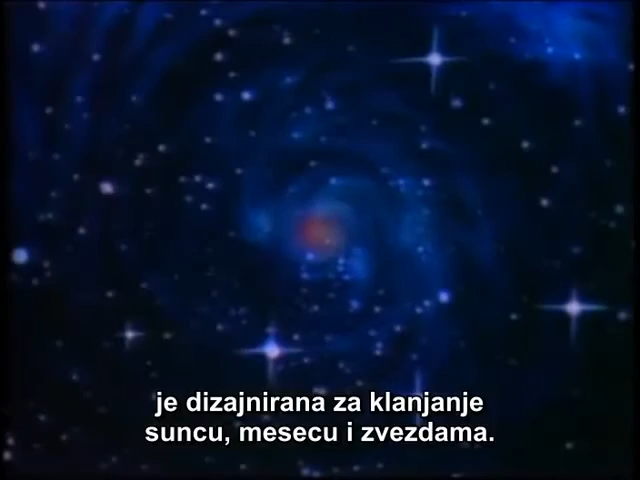 je dizajnirana za klanjanje
suncu, mesecu i zvezdama.